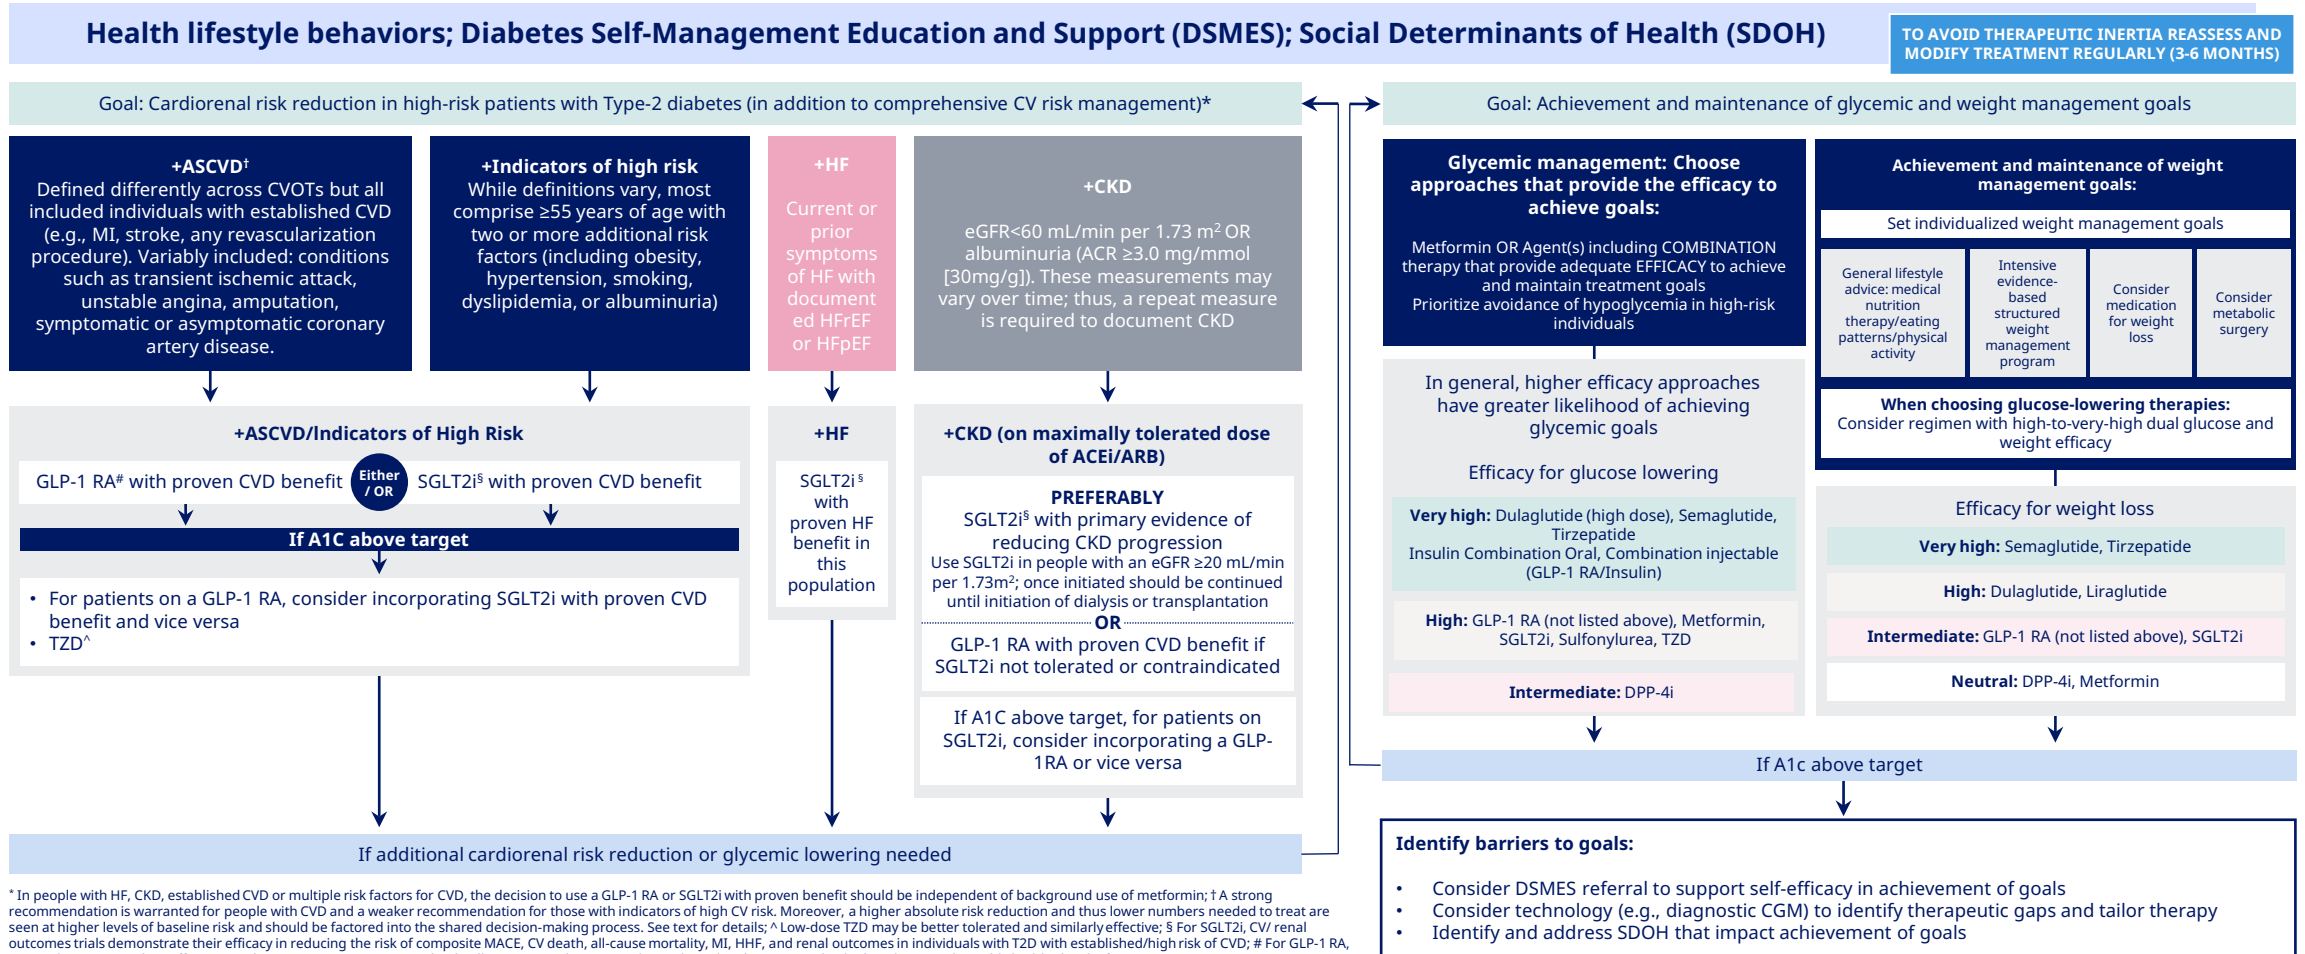 Health lifestyle behaviors; Diabetes Self-Management Education and Support (DSMES); Social Determinants of Health (SDOH)
TO AVOID THERAPEUTIC INERTIA REASSESS AND
MODIFY TREATMENT REGULARLY (3-6 MONTHS)
Goal: Cardiorenal risk reduction in high-risk patients with Type-2 diabetes (in addition to comprehensive CV risk management)*
+ASCVD†
Defined differently across CVOTs but all
included individuals with established CVD
(e.g., MI, stroke, any revascularization
procedure). Variably included: conditions
such as transient ischemic attack,
unstable angina, amputation,
symptomatic or asymptomatic coronary
artery disease.
+Indicators of high risk
While definitions vary, most
comprise ≥55 years of age with
two or more additional risk
factors (including obesity,
hypertension, smoking,
dyslipidemia, or albuminuria)
+HF
Current or
prior
symptoms
of HF with
document
ed HFrEF
or HFpEF
+CKD
eGFR<60 mL/min per 1.73 m² OR
albuminuria (ACR ≥3.0 mg/mmol
[30mg/g]). These measurements may
vary over time; thus, a repeat measure
is required to document CKD
+ASCVD/Indicators of High Risk
GLP-1 RA# with proven CVD benefit
Either
/ OR
SGLT2i§ with proven CVD benefit
If A1C above target
• For patients on a GLP-1 RA, consider incorporating SGLT2i with proven CVD
benefit and vice versa
• TZD^
+HF
SGLT2i §
with
proven HF
benefit in
this
population
+CKD (on maximally tolerated dose
of ACEi/ARB)
PREFERABLY
SGLT2i§ with primary evidence of
reducing CKD progression
Use SGLT2i in people with an eGFR ≥20 mL/min
per 1.73m²; once initiated should be continued
until initiation of dialysis or transplantation
OR
GLP-1 RA with proven CVD benefit if
SGLT2i not tolerated or contraindicated
If A1C above target, for patients on
SGLT2i, consider incorporating a GLP-
1RA or vice versa
If additional cardiorenal risk reduction or glycemic lowering needed
* In people with HF, CKD, established CVD or multiple risk factors for CVD, the decision to use a GLP-1 RA or SGLT2i with proven benefit should be independent of background use of metformin; † A strong
recommendation is warranted for people with CVD and a weaker recommendation for those with indicators of high CV risk. Moreover, a higher absolute risk reduction and thus lower numbers needed to treat are
seen at higher levels of baseline risk and should be factored into the shared decision-making process. See text for details; ^ Low-dose TZD may be better tolerated and similarly effective; § For SGLT2i, CV/ renal
outcomes trials demonstrate their efficacy in reducing the risk of composite MACE, CV death, all-cause mortality, MI, HHF, and renal outcomes in individuals with T2D with established/high risk of CVD; # For GLP-1 RA,
Goal: Achievement and maintenance of glycemic and weight management goals
Glycemic management: Choose
approaches that provide the efficacy to
achieve goals:
Metformin OR Agent(s) including COMBINATION
therapy that provide adequate EFFICACY to achieve
and maintain treatment goals
Prioritize avoidance of hypoglycemia in high-risk
individuals
In general, higher efficacy approaches
have greater likelihood of achieving
glycemic goals
Efficacy for glucose lowering
Very high: Dulaglutide (high dose), Semaglutide,
Tirzepatide
Insulin Combination Oral, Combination injectable
(GLP-1 RA/Insulin)
High: GLP-1 RA (not listed above), Metformin,
SGLT2i, Sulfonylurea, TZD
Intermediate: DPP-4i
Achievement and maintenance of weight
management goals:
Set individualized weight management goals
General lifestyle
advice: medical
nutrition
therapy/eating
patterns/physical
activity
Intensive
evidence-
based
structured
weight
management
program
Consider
medication
for weight
loss
Consider
metabolic
surgery
When choosing glucose-lowering therapies:
Consider regimen with high-to-very-high dual glucose and
weight efficacy
Efficacy for weight loss
Very high: Semaglutide, Tirzepatide
High: Dulaglutide, Liraglutide
Intermediate: GLP-1 RA (not listed above), SGLT2i
Neutral: DPP-4i, Metformin
If A1c above target
Identify barriers to goals:
• Consider DSMES referral to support self-efficacy in achievement of goals
• Consider technology (e.g., diagnostic CGM) to identify therapeutic gaps and tailor therapy
• Identify and address SDOH that impact achievement of goals